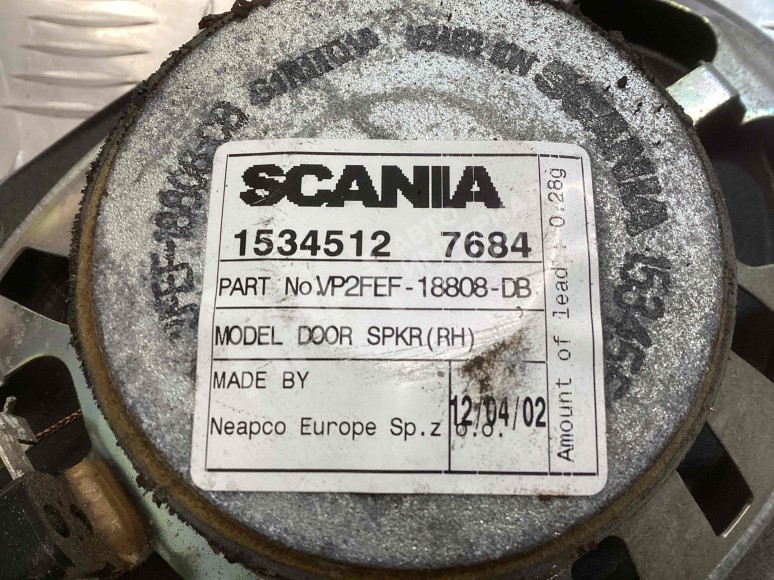 SCANIA
1534512 7684
PART No.VP2FEF-18808-DB
MODEL DOOR SPKR(RH)
MADE BY
Neapco Europe Sp.z o.o.
12/04/02
Amount of lead : 0.28g
SCANIA